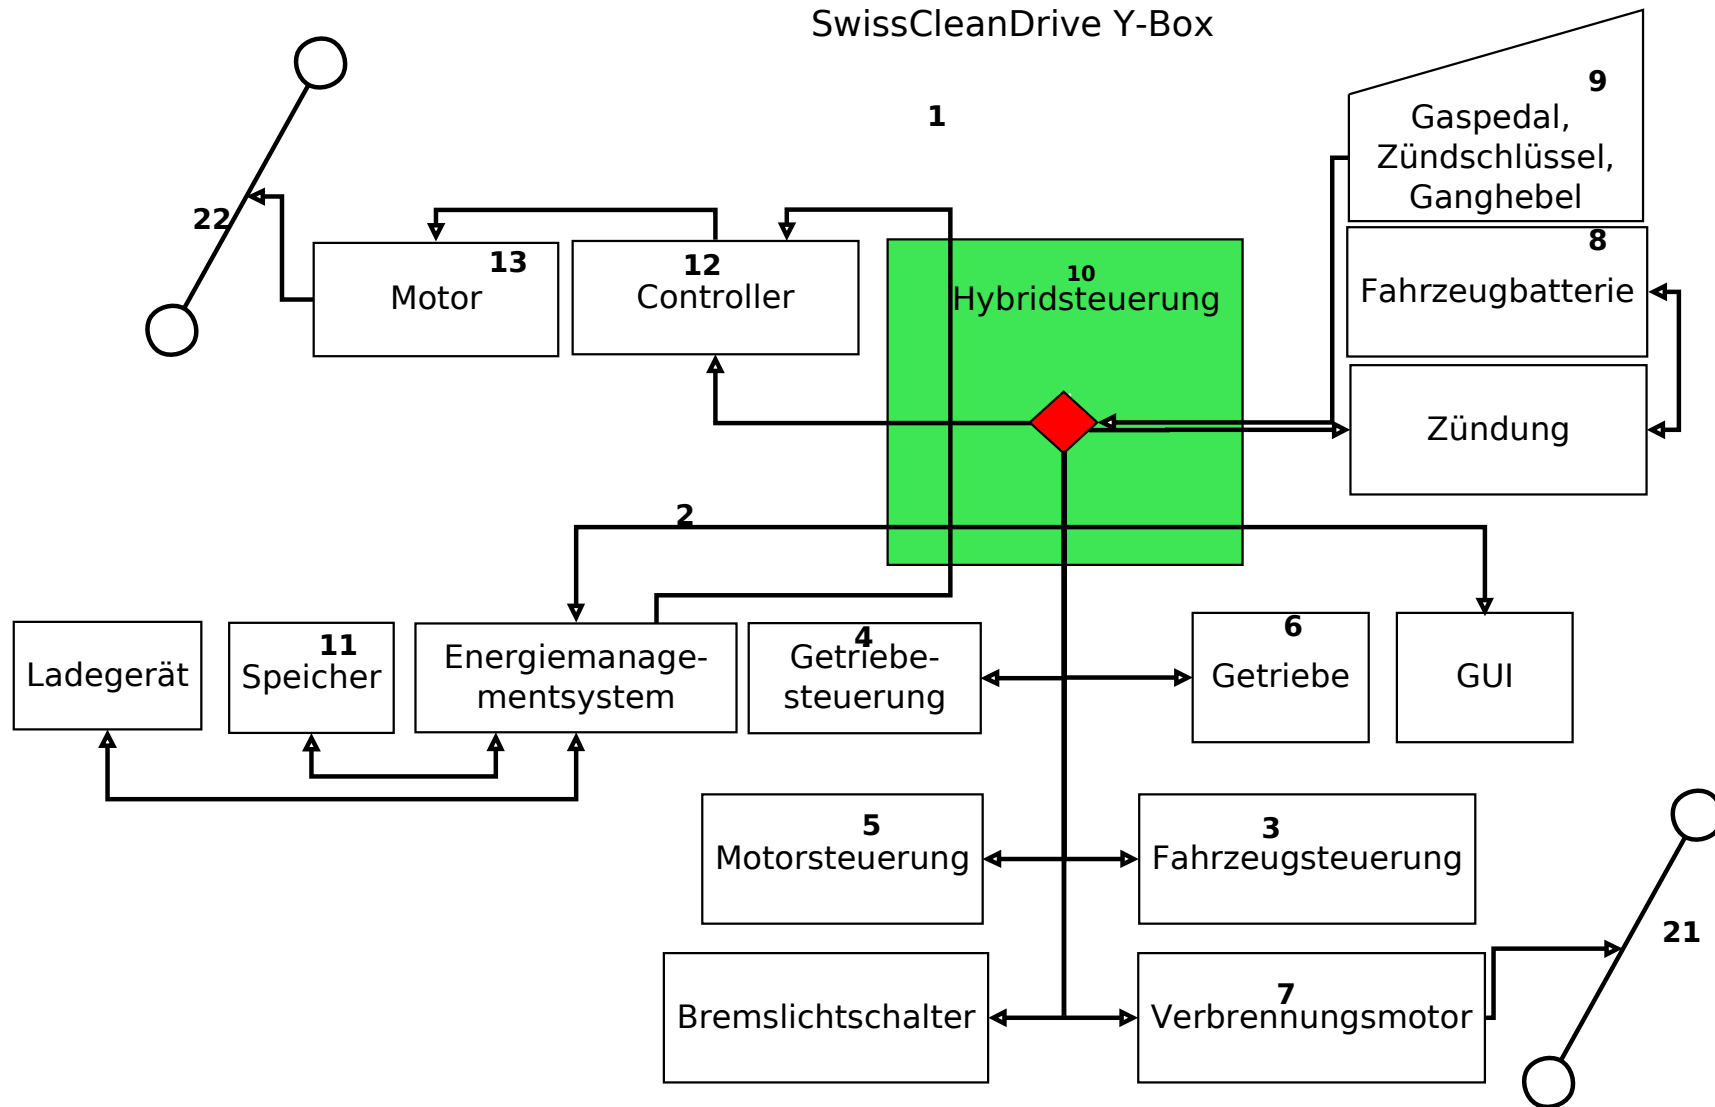 SwissCleanDrive Y-Box
1
9
Gaspedal,
Zündschlüssel,
Ganghebel
22
13
Motor
12
Controller
10
Hybridsteuerung
8
Fahrzeugbatterie
Zündung
2
Ladegerät
11
Speicher
Energiemanage-
mentsystem
4
Getriebe-
steuerung
6
Getriebe
GUI
5
Motorsteuerung
3
Fahrzeugsteuerung
21
Bremslichtschalter
7
Verbrennungsmotor